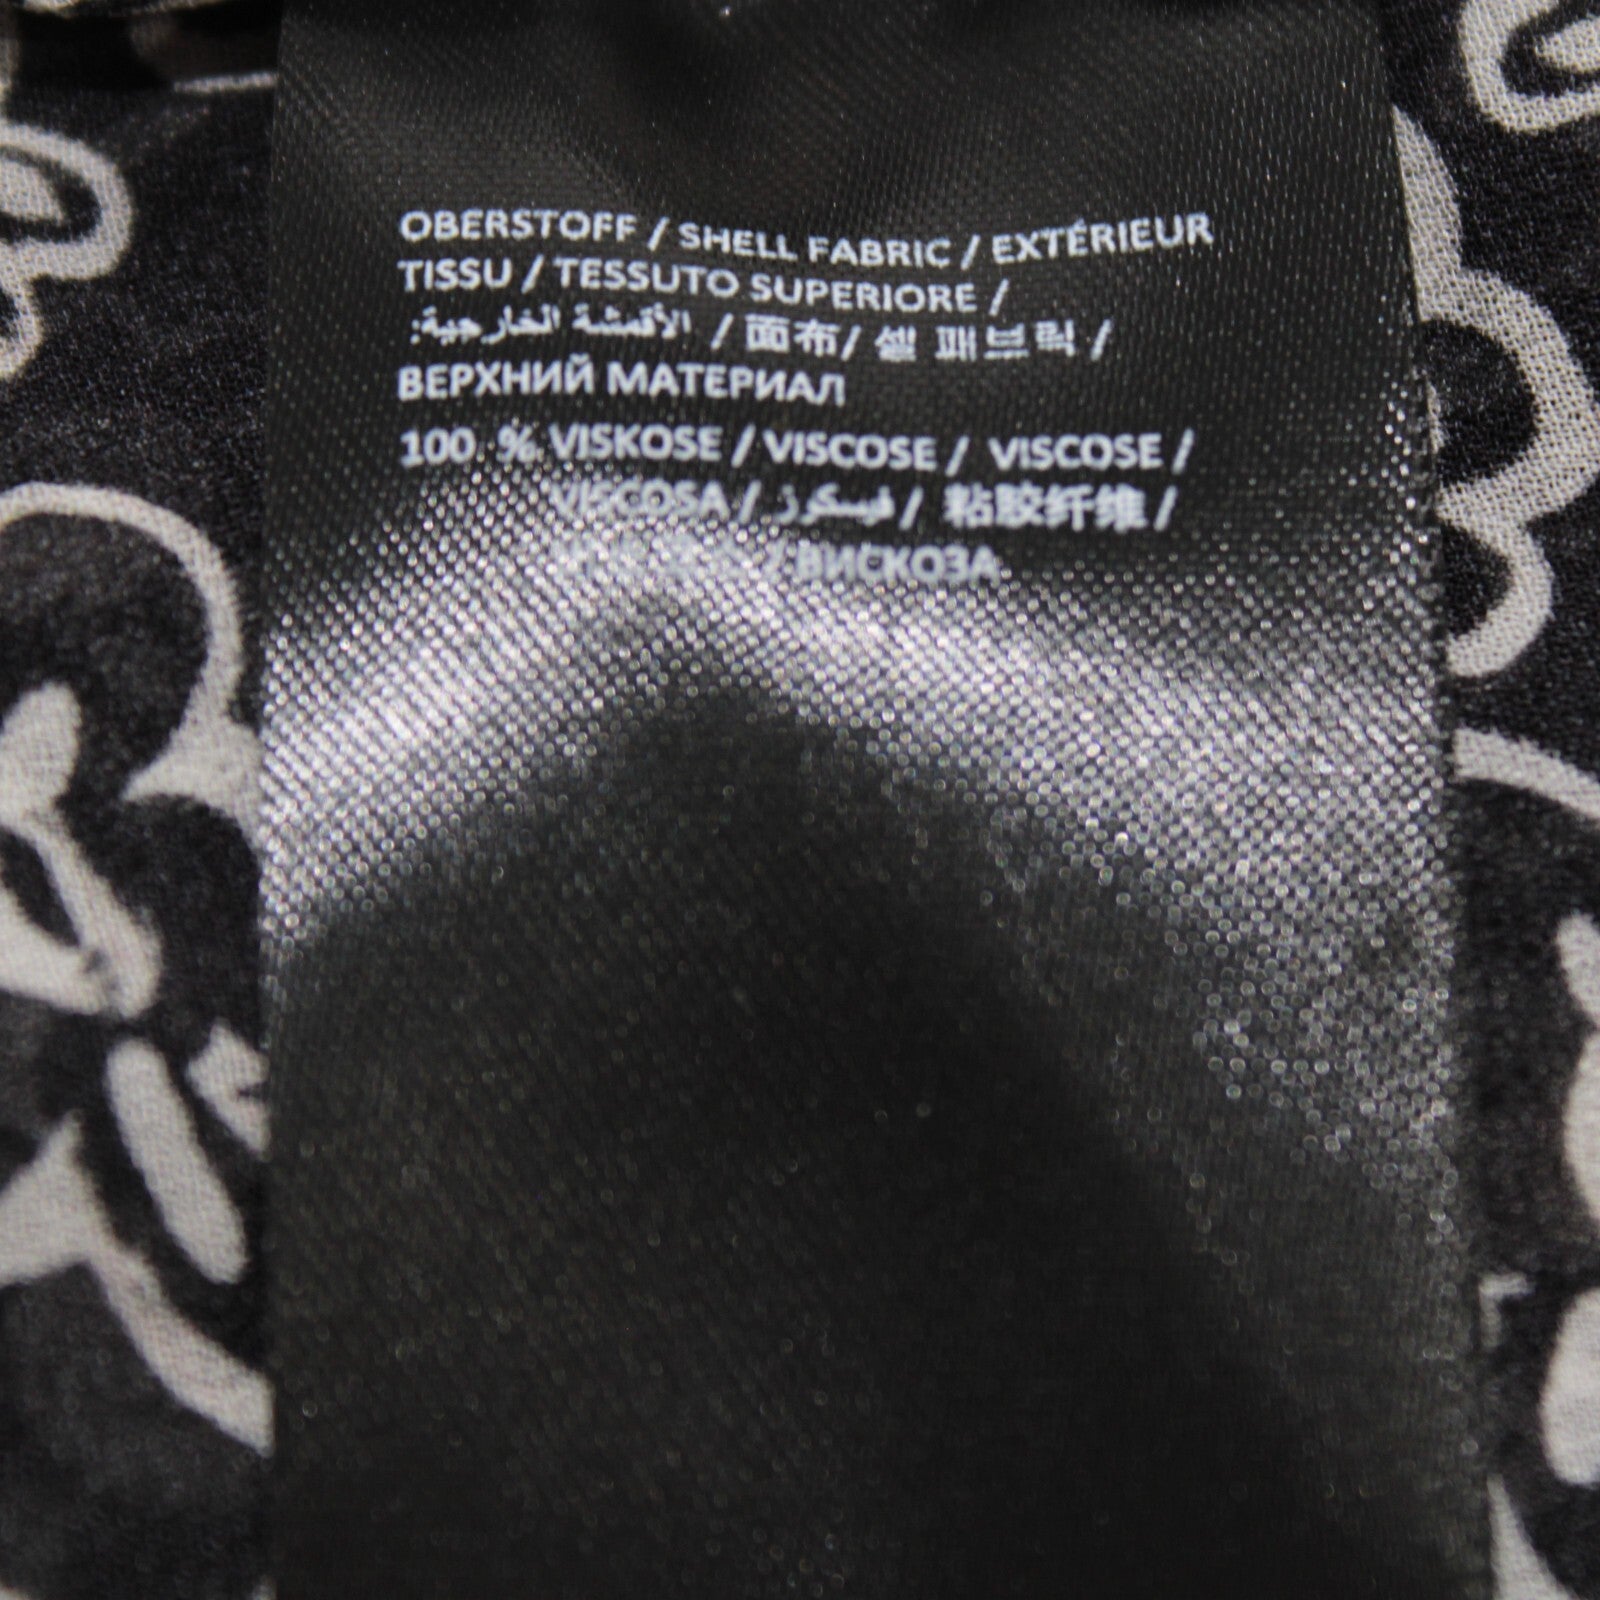 OBERSTOFF / SHELL FABRIC / EXTÉRIEUR
TISSU / TESSUTO SUPERIORE /
الأقمشة الخارجية: / 面布/ 셸 패브릭 /
ВЕРХНИЙ МАТЕРИАЛ
100 % VISKOSE / VISCOSE / VISCOSE /
VISCOSA / فيسكوز / 粘胶纤维 /
/ ВИСКОЗА